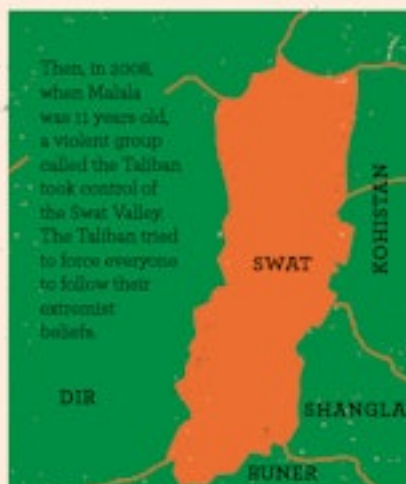 Then, in 2008,
when Malala
was 11 years old,
a violent group
called the Taliban
took control of
the Swat Valley.
The Taliban tried
to force everyone
to follow their
extremist
beliefs.
SWAT
KOHISTAN
DIR
SHANGLA
BUNER